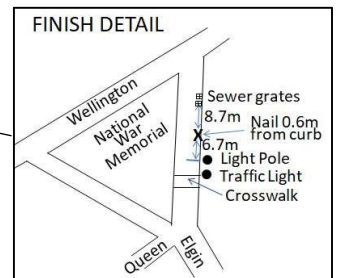 FINISH DETAIL
Wellington
National
War
Memorial
Sewer grates
8.7m
Nail 0.6m
from curb
X
6.7m
Light Pole
Traffic Light
Crosswalk
Queen
Elgin